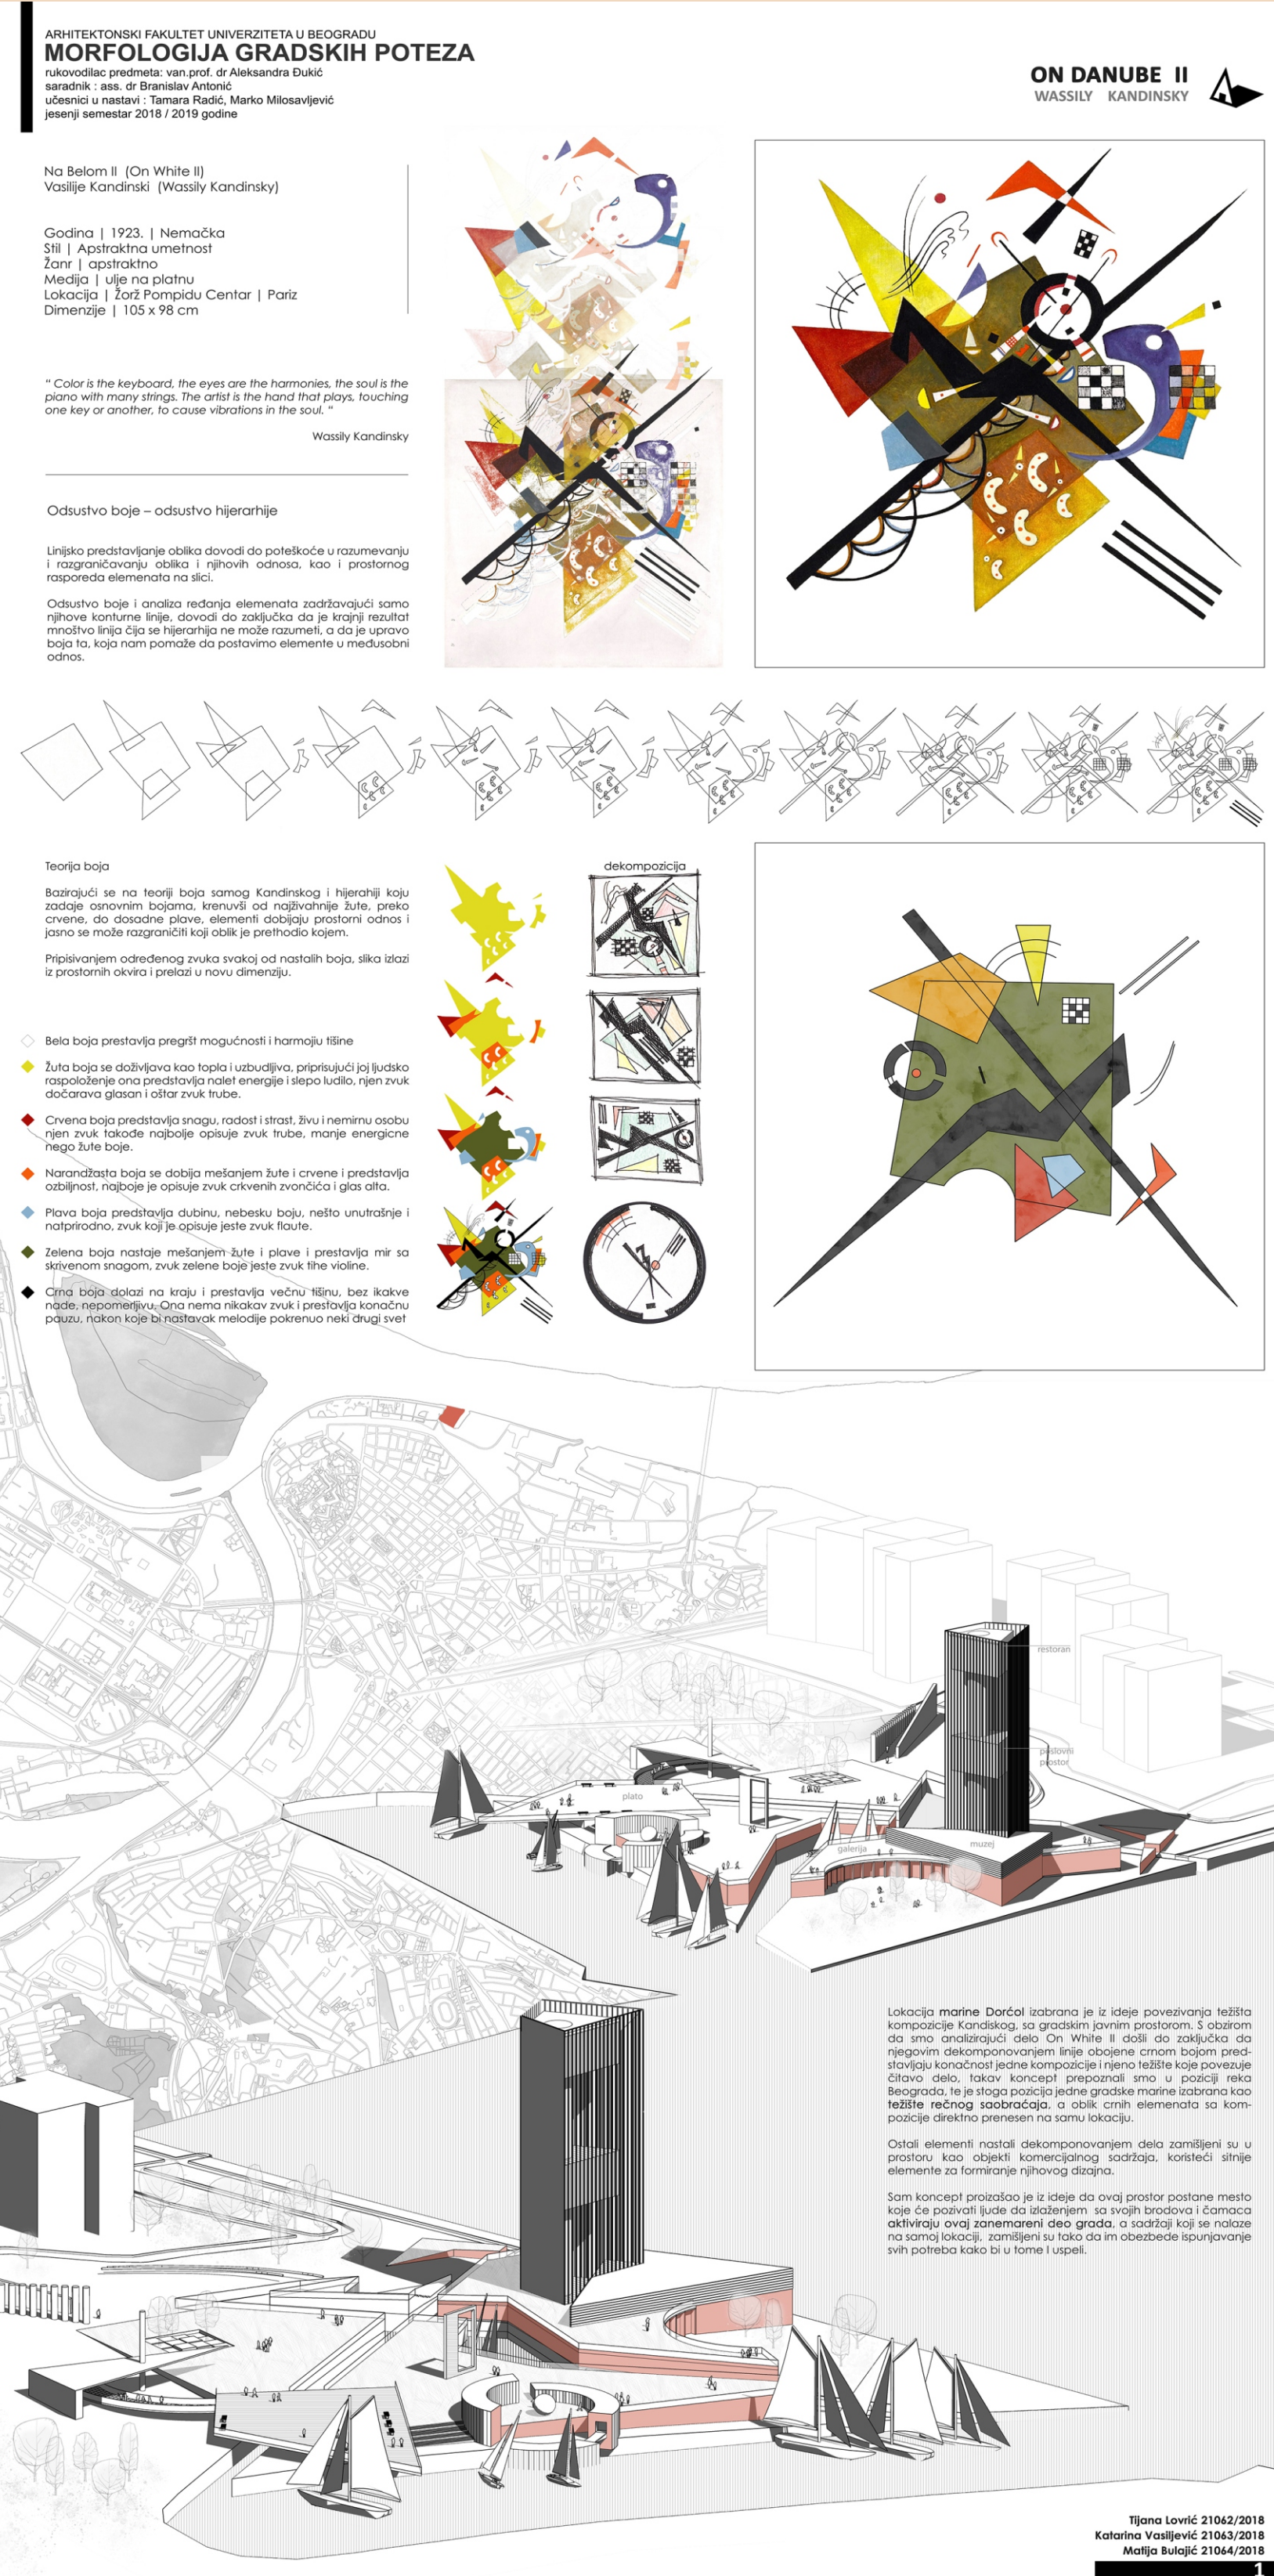 ARHITEKTONSKI FAKULTET UNIVERZITETA U BEOGRADU
MORFOLOGIJA GRADSKIH POTEZA
rukovodilac predmeta: van.prof. dr Aleksandra Đukić
saradnik : ass. dr Branislav Antonić
učesnici u nastavi : Tamara Radić, Marko Milosavljević
jesenji semestar 2018 / 2019 godine
ON DANUBE II
WASSILY KANDINSKY
Na Belom II (On White II)
Vasilije Kandinski (Wassily Kandinsky)
Godina | 1923. | Nemačka
Stil | Apstraktna umetnost
Žanr | apstraktno
Medija | ulje na platnu
Lokacija | Žorž Pompidu Centar | Pariz
Dimenzije | 105 x 98 cm
" Color is the keyboard, the eyes are the harmonies, the soul is the
piano with many strings. The artist is the hand that plays, touching
one key or another, to cause vibrations in the soul. "
Wassily Kandinsky
Odsustvo boje – odsustvo hijerarhije
Linijsko predstavljanje oblika dovodi do poteškoće u razumevanju
i razgraničavanju oblika i njihovih odnosa, kao i prostornog
rasporeda elemenata na slici.
Odsustvo boje i analiza ređanja elemenata zadržavajući samo
njihove konturne linije, dovodi do zaključka da je krajnji rezultat
mnoštvo linija čija se hijerarhija ne može razumeti, a da je upravo
boja ta, koja nam pomaže da postavimo elemente u međusobni
odnos.
Teorija boja
Bazirajući se na teoriji boja samog Kandinskog i hijerahiji koju
zadaje osnovnim bojama, krenuvši od najživahnije žute, preko
crvene, do dosadne plave, elementi dobijaju prostorni odnos i
jasno se može razgraničiti koji oblik je prethodio kojem.
Pripisivanjem određenog zvuka svakoj od nastalih boja, slika izlazi
iz prostornih okvira i prelazi u novu dimenziju.
dekompozicija
Bela boja prestavlja pregršt mogućnosti i harmoiju tišine
Žuta boja se doživljava kao topla i uzbudljiva, priprisujući joj ljudsko
raspoloženje ona predstavlja nalet energije i slepo ludilo, njen zvuk
dočarava glasan i oštar zvuk trube.
Crvena boja predstavlja snagu, radost i strast, živu i nemirnu osobu
njen zvuk takođe najbolje opisuje zvuk trube, manje energicne
nego žute boje.
Narandžasta boja se dobija mešanjem žute i crvene i predstavlja
ozbiljnost, najboje je opisuje zvuk crkvenih zvončića i glas alta.
Plava boja predstavlja dubinu, nebesku boju, nešto unutrašnje i
natprirodno, zvuk koji je opisuje jeste zvuk flaute.
Zelena boja nastaje mešanjem žute i plave i prestavlja mir sa
skrivenom snagom, zvuk zelene boje jeste zvuk tihe violine.
Crna boja dolazi na kraju i prestavlja večnu tišinu, bez ikakve
nade, nepomerljivu. Ona nema nikakav zvuk i prestavlja konačnu
pauzu, nakon koje bi nastavak melodije pokrenuo neki drugi svet
restoran
poslovni
prostor
plato
galerija
muzej
Lokacija marine Dorćol izabrana je iz ideje povezivanja težišta
kompozicije Kandiskog, sa gradskim javnim prostorom. S obzirom
da smo analizirajući delo On White II došli do zaključka da
njegovim dekomponovanjem linije obojene crnom bojom pred-
stavljaju konačnost jedne kompozicije i njeno težište koje povezuje
čitavo delo, takav koncept prepoznali smo u poziciji reka
Beograda, te je stoga pozicija jedne gradske marine izabrana kao
težište rečnog saobraćaja, a oblik crnih elemenata sa kom-
pozicije direktno prenesen na samu lokaciju.
Ostali elementi nastali dekomponovanjem dela zamišljeni su u
prostoru kao objekti komercijalnog sadržaja, koristeći sitnije
elemente za formiranje njihovog dizajna.
Sam koncept proizašao je iz ideje da ovaj prostor postane mesto
koje će pozivati ljude da izlaženjem sa svojih brodova i čamaca
aktiviraju ovaj zanemareni deo grada, a sadržaji koji se nalaze
na samoj lokaciji, zamišljeni su tako da im obezbede ispunjavanje
svih potreba kako bi u tome I uspeli.
Tijana Lovrić 21062/2018
Katarina Vasiljević 21063/2018
Matija Bulajić 21064/2018
1